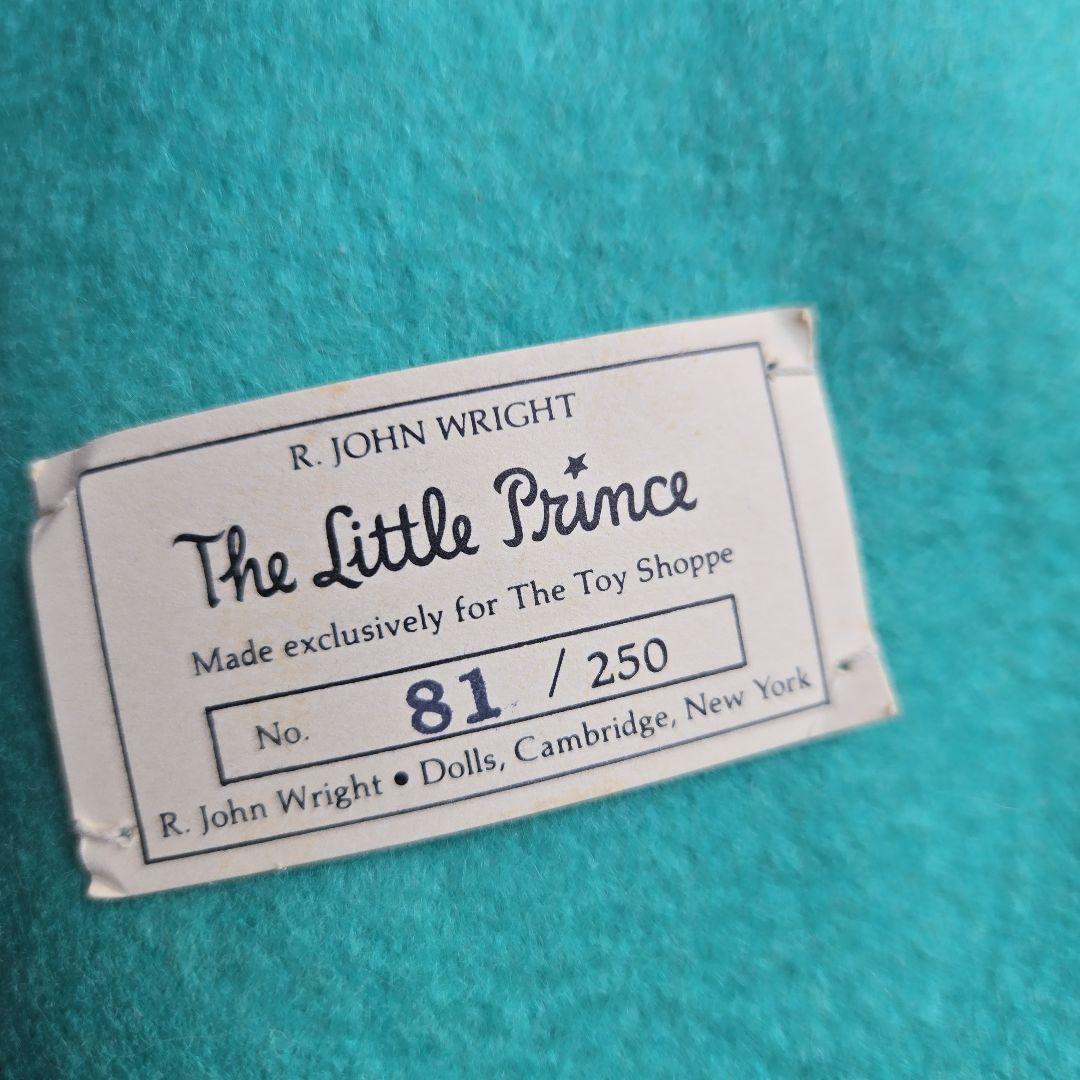 R. JOHN WRIGHT
The Little Prince
Made exclusively for The Toy Shoppe
No. 81 / 250
R. John Wright • Dolls, Cambridge, New York